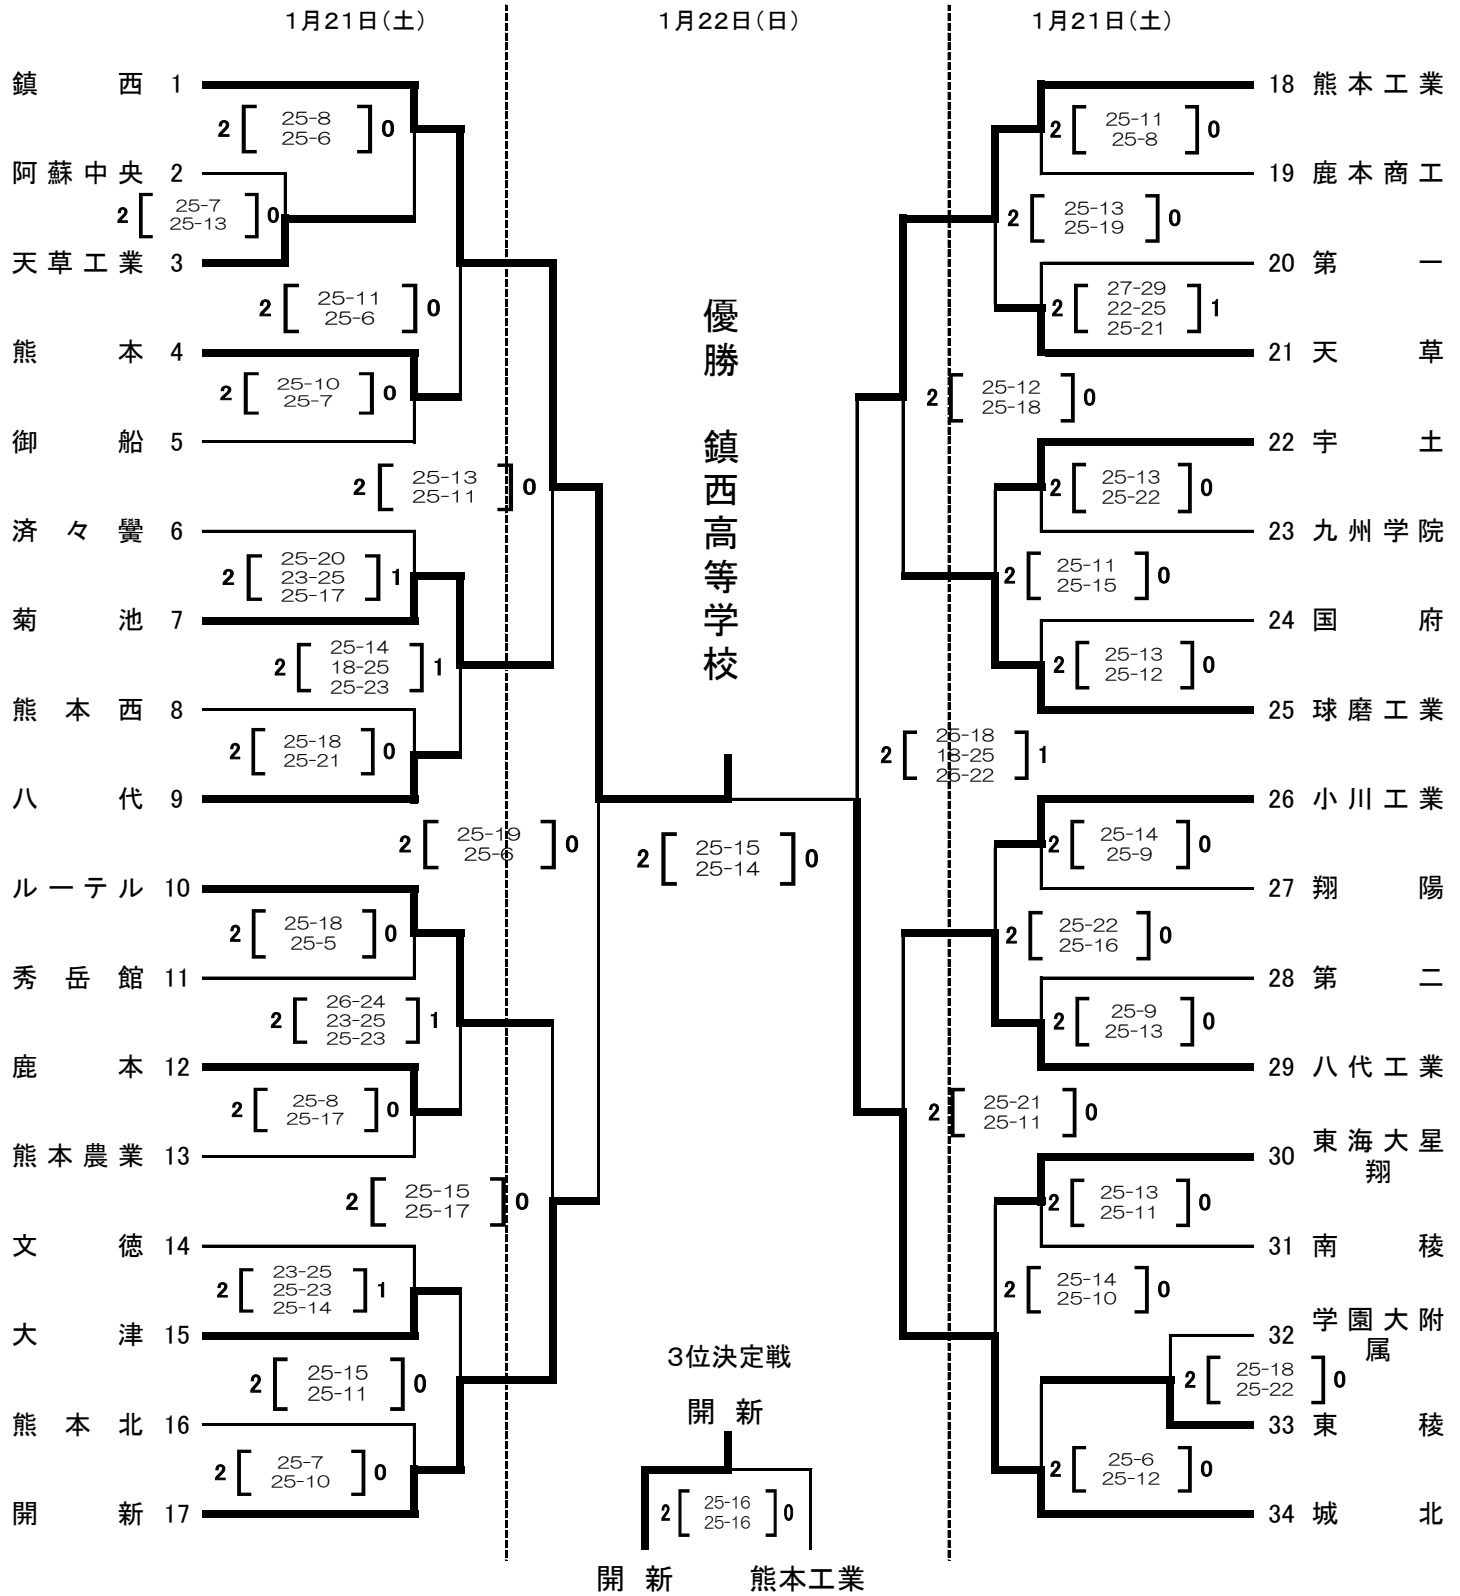 1月21日（土）
1月22日（日）
1月21日（土）
鎮西 1
2 [ 25-8 ] 0
25-6
阿蘇中央 2
2 [ 25-7 ] 0
25-13
天草工業 3
2 [ 25-11 ] 0
25-6
熊本 4
2 [ 25-10 ] 0
25-7
御船 5
2 [ 25-13 ] 0
25-11
済々黌 6
2 [ 25-20 ] 1
23-25
25-17
菊池 7
2 [ 25-14 ] 1
18-25
25-23
熊本西 8
2 [ 25-18 ] 0
25-21
八代 9
2 [ 25-19 ] 0
25-6
ルーテル 10
2 [ 25-18 ] 0
25-5
秀岳館 11
2 [ 26-24 ] 1
23-25
25-23
鹿本 12
2 [ 25-8 ] 0
25-17
熊本農業 13
2 [ 25-15 ] 0
25-17
文徳 14
2 [ 23-25 ] 1
25-23
25-14
大津 15
2 [ 25-15 ] 0
25-11
熊本北 16
2 [ 25-7 ] 0
25-10
開新 17
優勝 鎮西高等学校
2 [ 25-15 ] 0
25-14
3位決定戦
開新
2 [ 25-16 ] 0
25-16
開新 熊本工業
18 熊本工業
2 [ 25-11 ] 0
25-8
19 鹿本商工
2 [ 25-13 ] 0
25-19
20 第一
2 [ 27-29 ] 1
22-25
25-21
21 天草
2 [ 25-12 ] 0
25-18
22 宇土
2 [ 25-13 ] 0
25-22
23 九州学院
2 [ 25-11 ] 0
25-15
24 国府
2 [ 25-13 ] 0
25-12
25 球磨工業
2 [ 25-18 ] 1
18-25
25-22
26 小川工業
2 [ 25-14 ] 0
25-9
27 翔陽
2 [ 25-22 ] 0
25-16
28 第二
2 [ 25-9 ] 0
25-13
29 八代工業
2 [ 25-21 ] 0
25-11
30 東海大星
翔
2 [ 25-13 ] 0
25-11
31 南稜
2 [ 25-14 ] 0
25-10
32 学園大附
属
2 [ 25-18 ] 0
25-22
33 東稜
2 [ 25-6 ] 0
25-12
34 城北